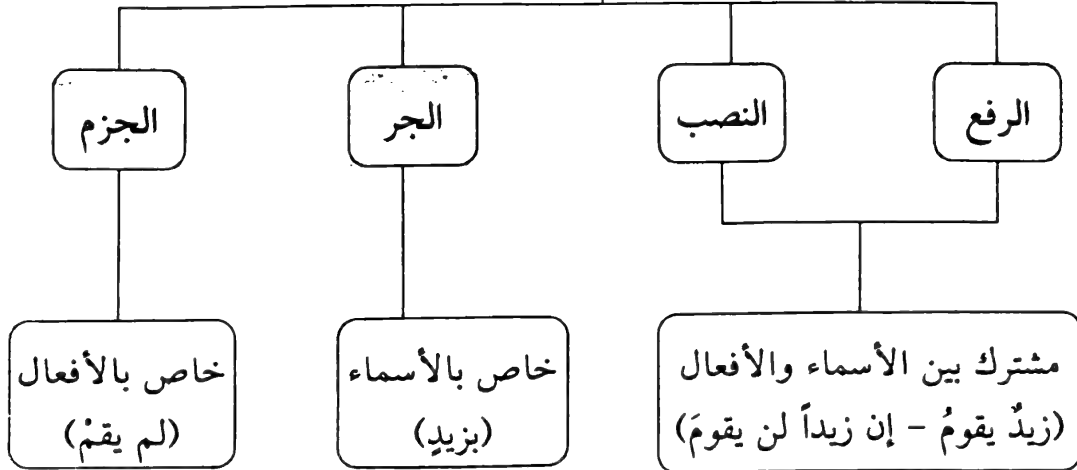 الرفع
النصب
الجر
الجزم
مشترك بين الأسماء والأفعال
(زيدٌ يقومُ - إن زيداً لن يقومَ)
خاص بالأسماء
(بزيدٍ)
خاص بالأفعال
(لم يقمْ)